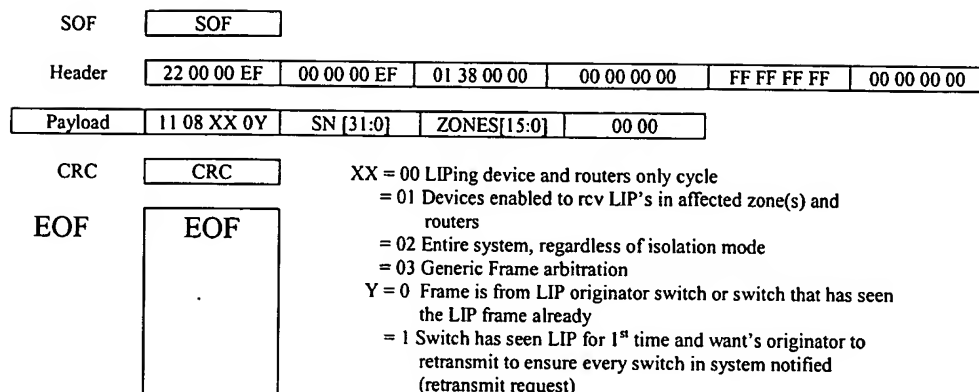 SOF SOF
Header 22 00 00 EF 00 00 00 EF 01 38 00 00 00 00 00 00 FF FF FF FF 00 00 00 00
Payload 11 08 XX 0Y SN [31:0] ZONES[15:0] 00 00
CRC CRC
XX = 00 LIPing device and routers only cycle
= 01 Devices enabled to rcv LIP's in affected zone(s) and
routers
EOF EOF
= 02 Entire system, regardless of isolation mode
= 03 Generic Frame arbitration
Y = 0 Frame is from LIP originator switch or switch that has seen
the LIP frame already
= 1 Switch has seen LIP for 1st time and want's originator to
retransmit to ensure every switch in system notified
(retransmit request)